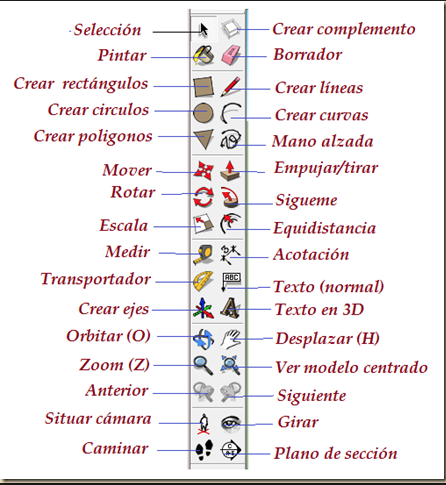 Selección
Crear complemento
Pintar
Borrador
Crear rectángulos
Crear líneas
Crear circulos
Crear curvas
Crear poligonos
Mano alzada
Mover
Empujar/tirar
Rotar
Sigueme
Escala
Equidistancia
Medir
Acotación
Transportador
ABC
Texto (normal)
Crear ejes
Texto en 3D
Orbitar (O)
Desplazar (H)
Zoom (Z)
Ver modelo centrado
Anterior
Siguiente
Situar cámara
Girar
Caminar
Plano de sección